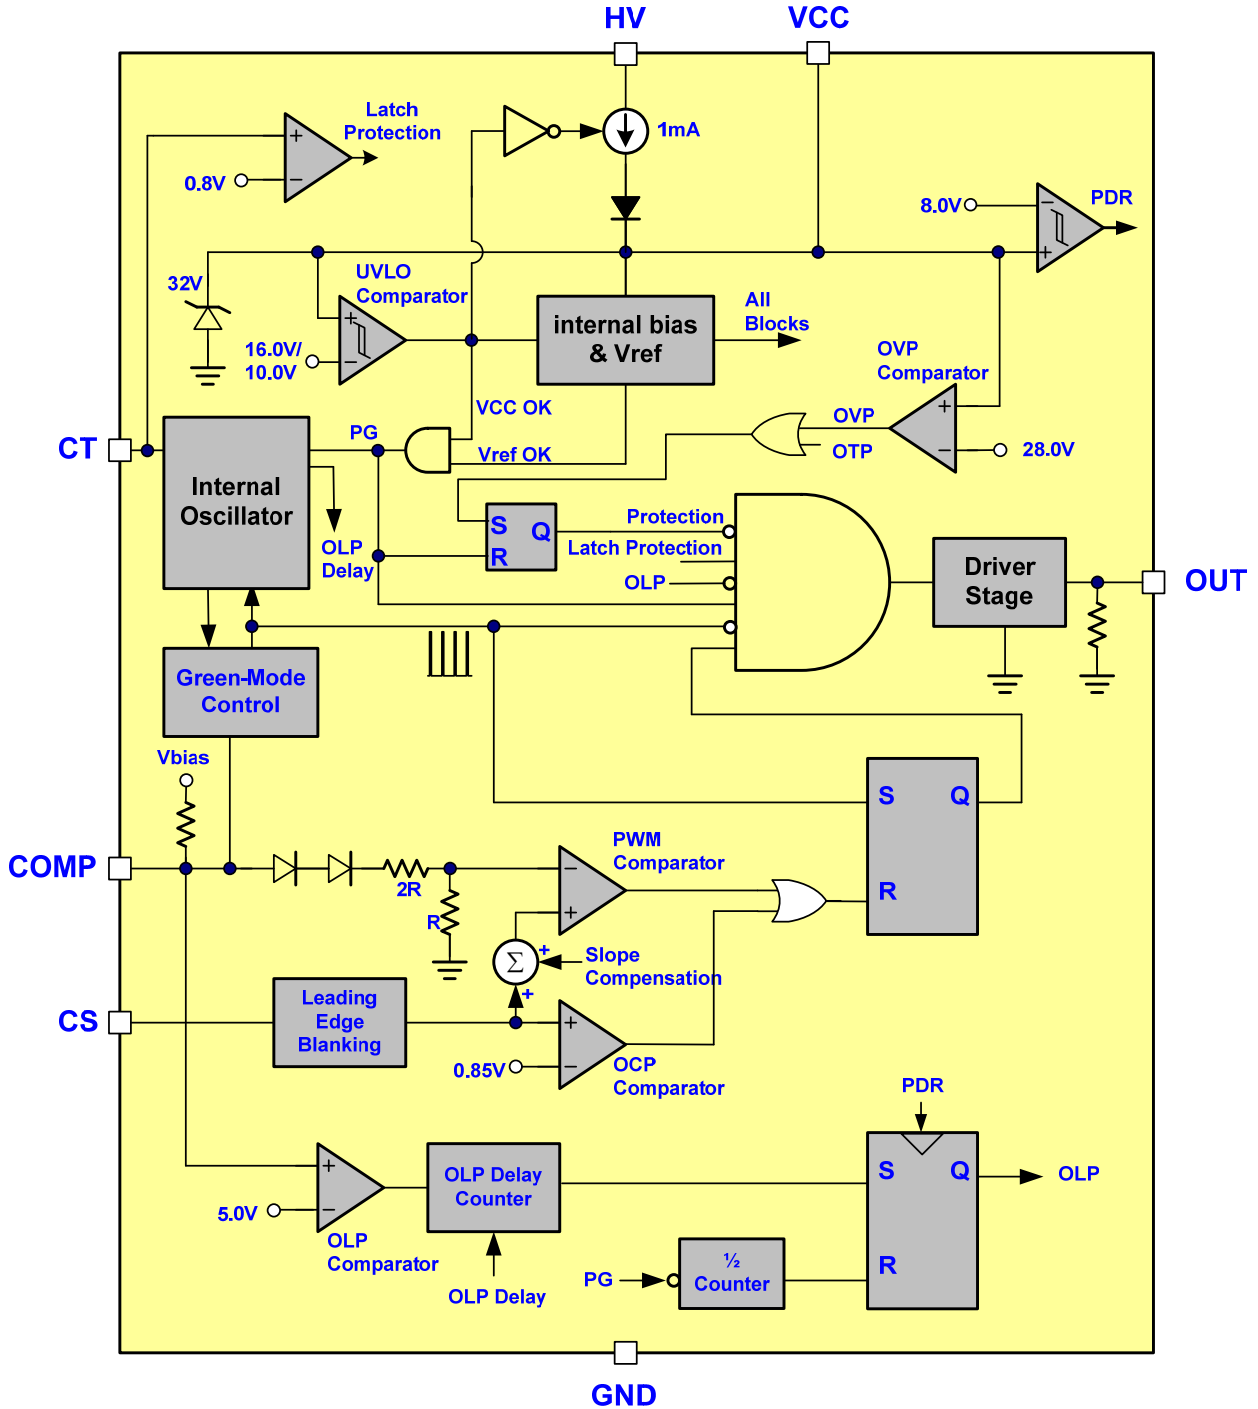 HV
VCC
Latch
Protection
1mA
0.8V
8.0V
PDR
32V
UVLO
Comparator
16.0V/
10.0V
internal bias
& Vref
All
Blocks
OVP
Comparator
VCC OK
OVP
OTP
28.0V
CT
PG
Vref OK
Internal
Oscillator
S
Q
R
OLP
Delay
Protection
Latch Protection
OLP
Driver
Stage
OUT
Green-Mode
Control
Vbias
S
Q
R
COMP
2R
R
PWM
Comparator
Σ
Slope
Compensation
CS
Leading
Edge
Blanking
0.85V
OCP
Comparator
PDR
OLP Delay
Counter
S
Q
R
OLP
5.0V
OLP
Comparator
OLP Delay
PG
½
Counter
GND